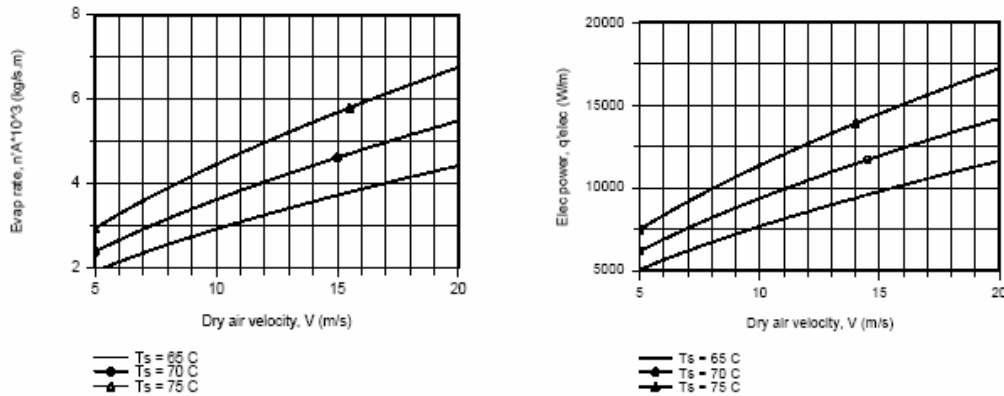 8
6
4
2
Evap rate, n'A*10^3 (kg/s.m)
5
10
15
20
Dry air velocity, V (m/s)
Ts = 65 C
Ts = 70 C
Ts = 75 C
20000
15000
10000
5000
Elec power, q'elec (W/m)
5
10
15
20
Dry air velocity, V (m/s)
Ts = 65 C
Ts = 70 C
Ts = 75 C